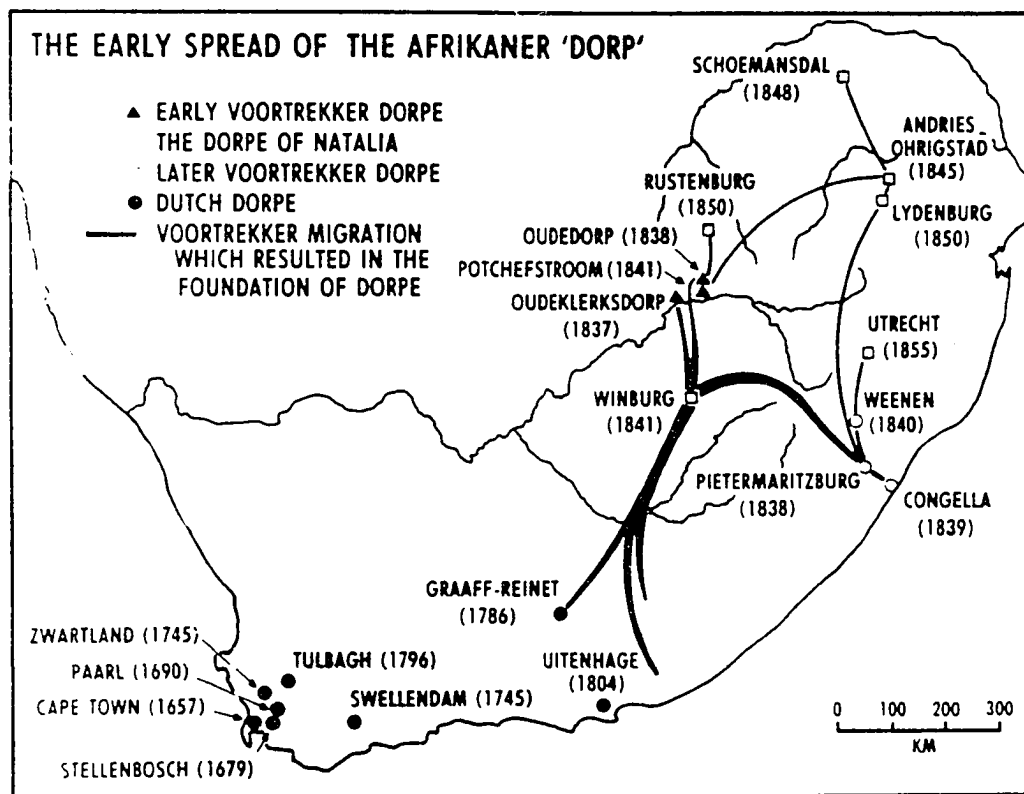 THE EARLY SPREAD OF THE AFRIKANER 'DORP'
EARLY VOORTREKKER DORPE
THE DORPE OF NATALIA
LATER VOORTREKKER DORPE
DUTCH DORPE
VOORTREKKER MIGRATION
WHICH RESULTED IN THE
FOUNDATION OF DORPE
SCHOEMANSDAL
(1848)
ANDRIES
OHRIGSTAD
(1845)
RUSTENBURG
(1850)
LYDENBURG
(1850)
OUDEDORP (1838)
POTCHEFSTROOM (1841)
OUDEKLERKSDORP
(1837)
UTRECHT
(1855)
WINBURG
(1841)
WEENEN
(1840)
PIETERMARITZBURG
(1838)
CONGELLA
(1839)
GRAAFF-REINET
(1786)
ZWARTLAND (1745)
TULBAGH (1796)
PAARL (1690)
UITENHAGE
(1804)
CAPE TOWN (1657)
SWELLENDAM (1745)
STELLENBOSCH (1679)
0 100 200 300
KM